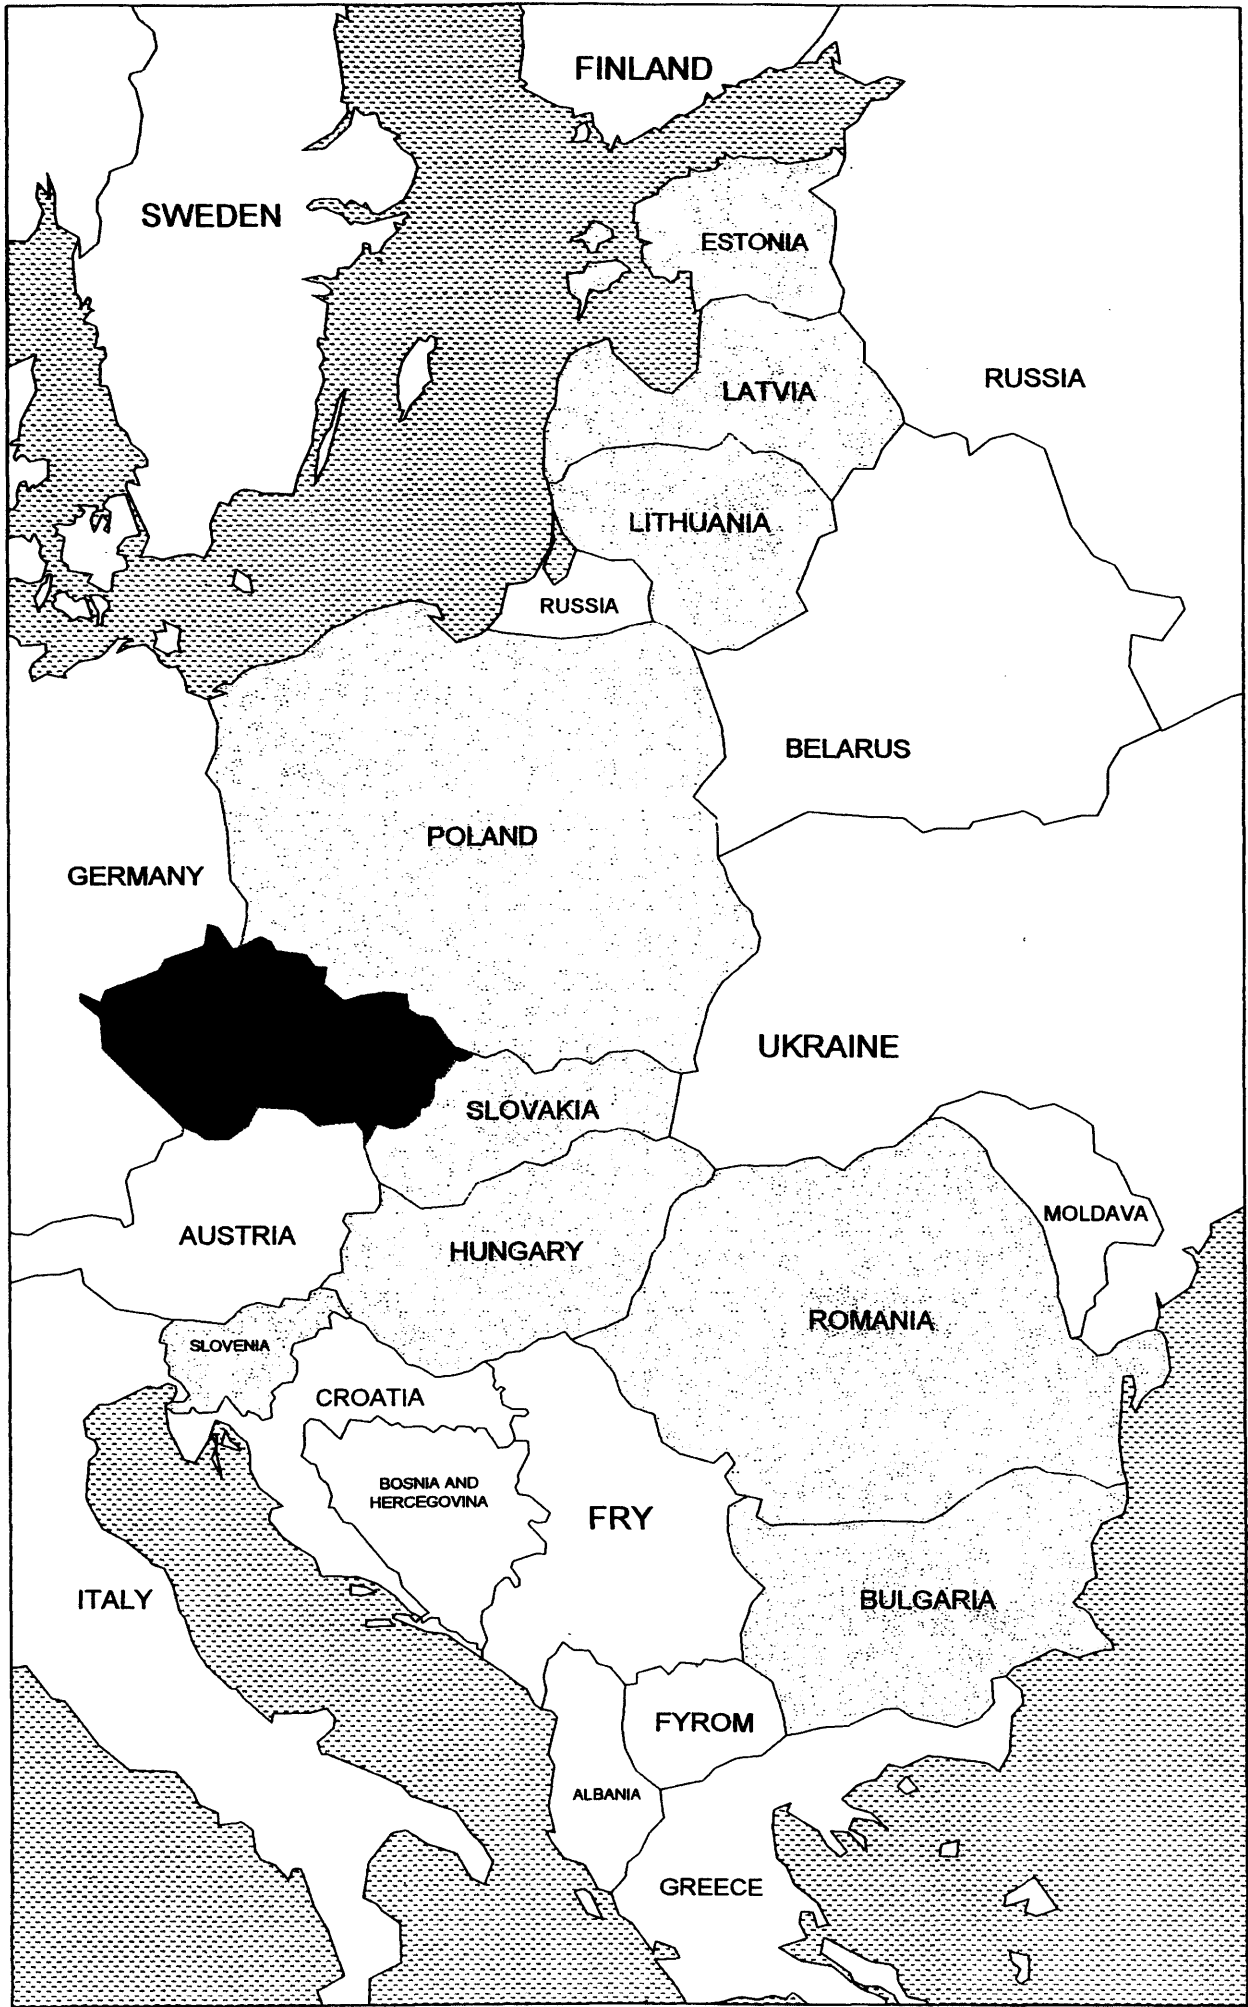 FINLAND
SWEDEN
ESTONIA
RUSSIA
LATVIA
LITHUANIA
RUSSIA
BELARUS
POLAND
GERMANY
UKRAINE
SLOVAKIA
MOLDAVA
AUSTRIA
HUNGARY
ROMANIA
SLOVENIA
CROATIA
BOSNIA AND
HERCEGOVINA
FRY
ITALY
BULGARIA
FYROM
ALBANIA
GREECE